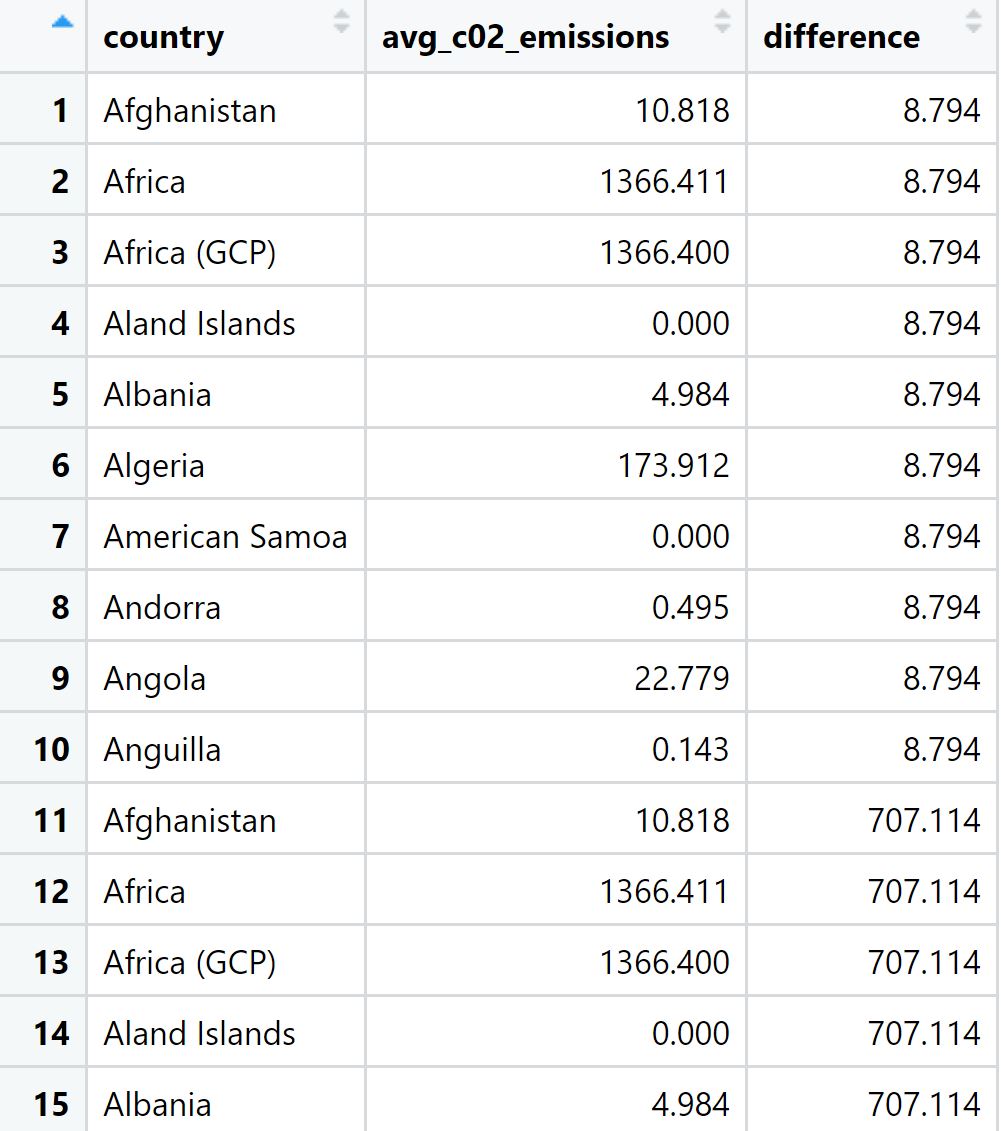 country avg_c02_emissions difference
1 Afghanistan 10.818 8.794
2 Africa 1366.411 8.794
3 Africa (GCP) 1366.400 8.794
4 Aland Islands 0.000 8.794
5 Albania 4.984 8.794
6 Algeria 173.912 8.794
7 American Samoa 0.000 8.794
8 Andorra 0.495 8.794
9 Angola 22.779 8.794
10 Anguilla 0.143 8.794
11 Afghanistan 10.818 707.114
12 Africa 1366.411 707.114
13 Africa (GCP) 1366.400 707.114
14 Aland Islands 0.000 707.114
15 Albania 4.984 707.114